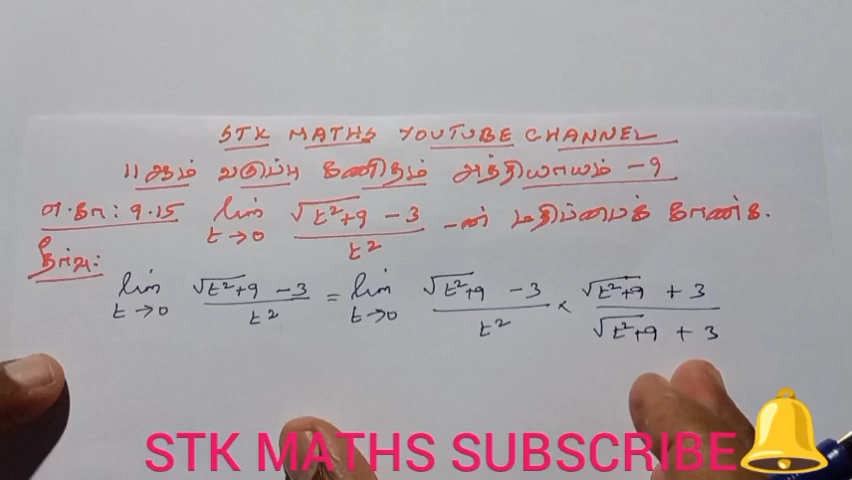 STK MATHS YOUTUBE CHANNEL
11 ஆம் வகுப்பு கணிதம் அத்தியாயம் - 9
எ.கா : 9.15 lim t→0 (√(t²+9) - 3)/t² -ன் மதிப்பைக் காண்க.
தீர்வு:
lim t→0 (√(t²+9) - 3)/t² = lim t→0 (√(t²+9) - 3)/t² × (√(t²+9) + 3)/(√(t²+9) + 3)
STK MATHS SUBSCRIBE